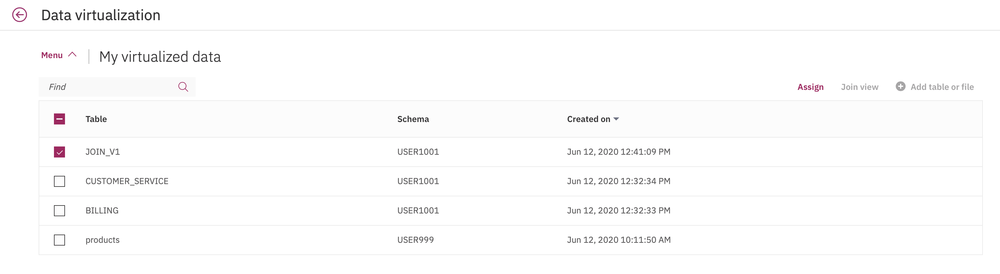 Data virtualization
Menu My virtualized data
Find Assign Join view Add table or file
Table Schema Created on
JOIN_V1 USER1001 Jun 12, 2020 12:41:09 PM
CUSTOMER_SERVICE USER1001 Jun 12, 2020 12:32:34 PM
BILLING USER1001 Jun 12, 2020 12:32:33 PM
products USER999 Jun 12, 2020 10:11:50 AM